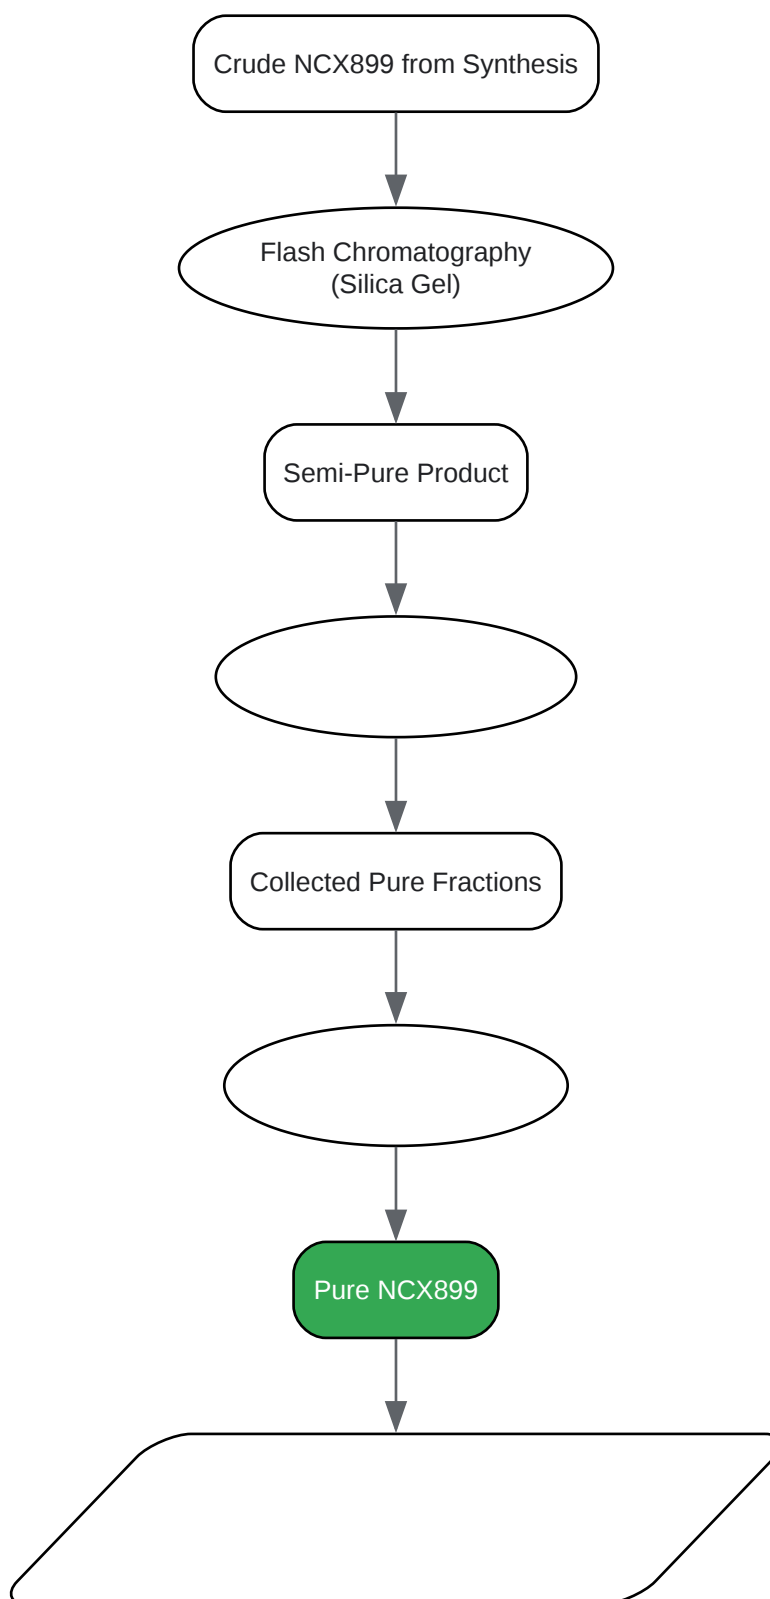 Crude NCX899 from Synthesis
Flash Chromatography
(Silica Gel)
Semi-Pure Product
Collected Pure Fractions
Pure NCX899